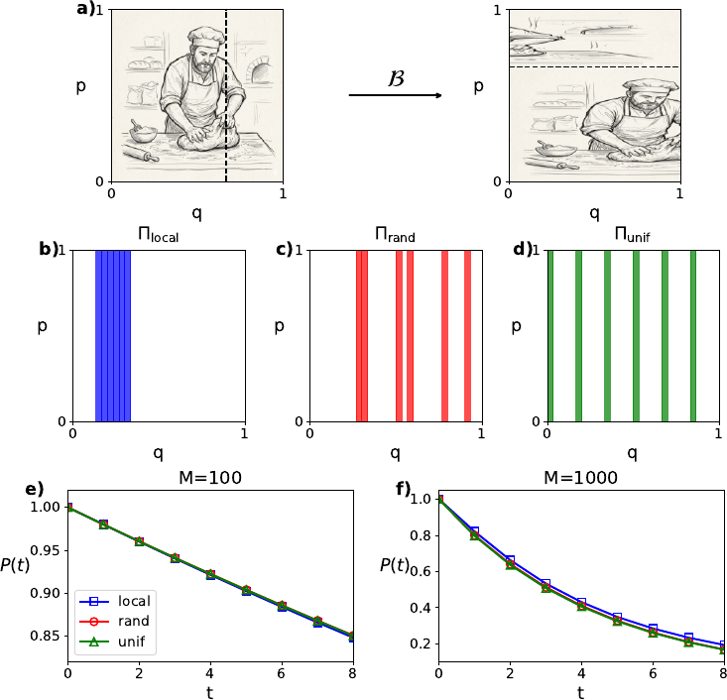 a)
1
p
0
0
q
1
ℬ
1
p
0
0
q
1
b)
Π_local
1
p
0
0
q
1
c)
Π_rand
1
p
0
0
q
1
d)
Π_unif
1
p
0
0
q
1
e)
M=100
1.00
0.95
P(t)
0.90
0.85
local
rand
unif
0 2 4 6 8
t
f)
M=1000
1.0
0.8
P(t)
0.6
0.4
0.2
0 2 4 6 8
t